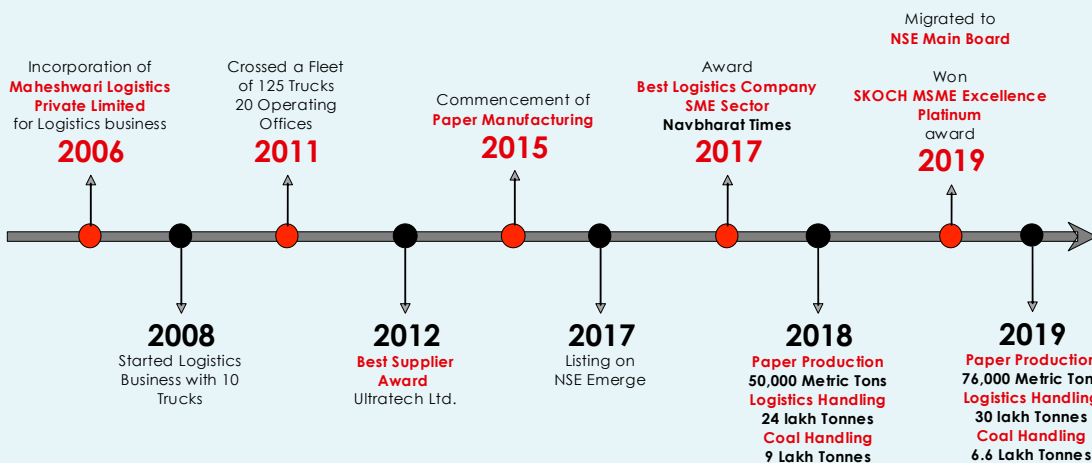 Incorporation of
Maheshwari Logistics
Private Limited
for Logistics business
2006
Crossed a Fleet
of 125 Trucks
20 Operating
Offices
2011
Commencement of
Paper Manufacturing
2015
Award
Best Logistics Company
SME Sector
Navbharat Times
2017
Migrated to
NSE Main Board
Won
SKOCH MSME Excellence
Platinum
award
2019
2008
Started Logistics
Business with 10
Trucks
2012
Best Supplier
Award
Ultratech Ltd.
2017
Listing on
NSE Emerge
2018
Paper Production
50,000 Metric Tons
Logistics Handling
24 lakh Tonnes
Coal Handling
9 Lakh Tonnes
2019
Paper Production
76,000 Metric Ton
Logistics Handling
30 lakh Tonnes
Coal Handling
6.6 Lakh Tonnes